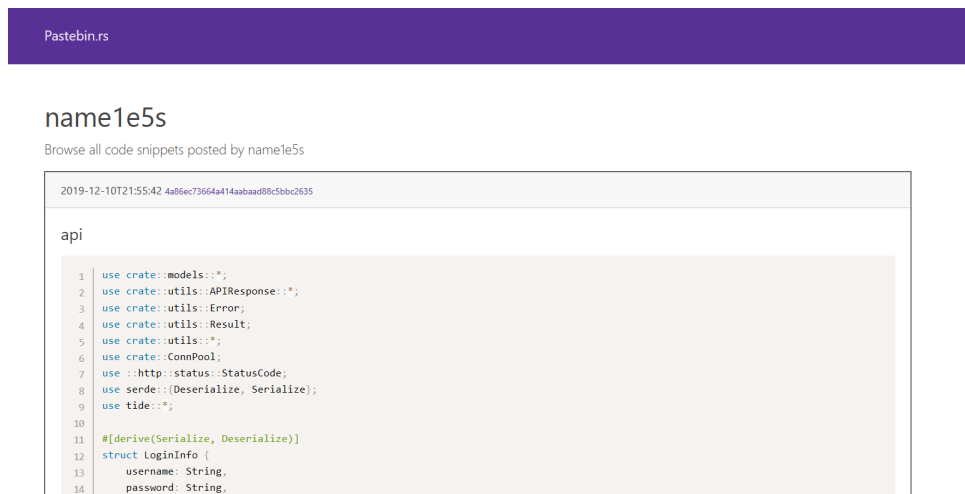 Pastebin.rs
name1e5s
Browse all code snippets posted by name1e5s
2019-12-10T21:55:42 4a86ec73664a414aabaad88c5bbc2635
api
1 use crate::models::*;
2 use crate::utils::APIResponse::*;
3 use crate::utils::Error;
4 use crate::utils::Result;
5 use crate::utils::*;
6 use crate::ConnPool;
7 use ::http::status::StatusCode;
8 use serde::{Deserialize, Serialize};
9 use tide::*;
10
11 #[derive(Serialize, Deserialize)]
12 struct LoginInfo {
13     username: String,
14     password: String,